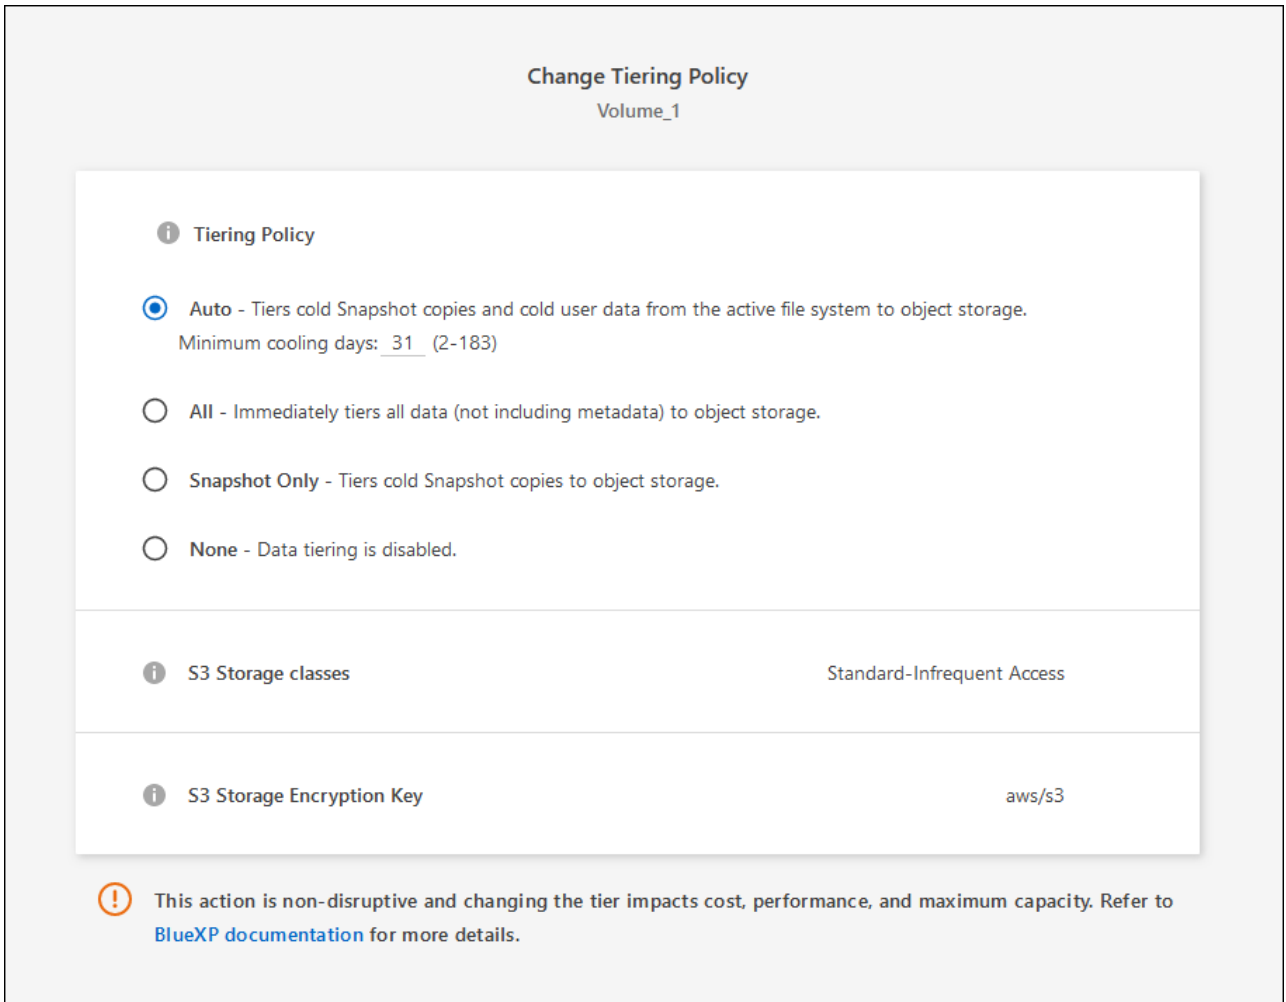 Change Tiering Policy
Volume_1
Tiering Policy
Auto - Tiers cold Snapshot copies and cold user data from the active file system to object storage.
Minimum cooling days: 31 (2-183)
All - Immediately tiers all data (not including metadata) to object storage.
Snapshot Only - Tiers cold Snapshot copies to object storage.
None - Data tiering is disabled.
S3 Storage classes Standard-Infrequent Access
S3 Storage Encryption Key aws/s3
This action is non-disruptive and changing the tier impacts cost, performance, and maximum capacity. Refer to
BlueXP documentation for more details.